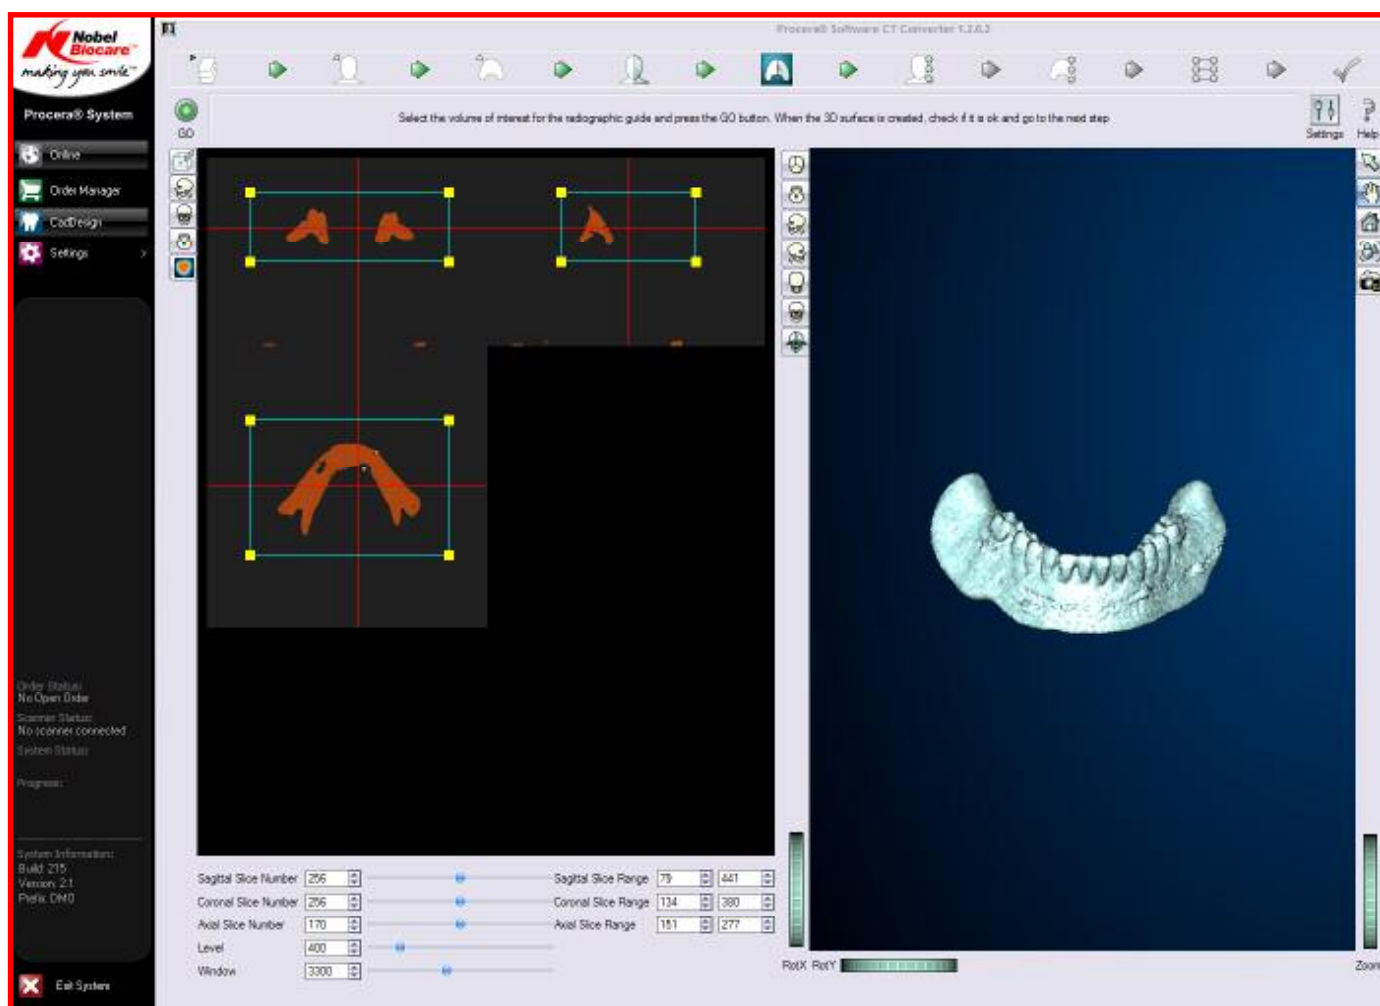 Nobel
Biocare™
making you smile™
Procera® Software CT Converter 1.2.0.3
Procera® System
GO
Select the volume of interest for the radiographic guide and press the GO button. When the 3D surface is created, check if it is ok and go to the next step
Settings
Help
Online
Order Manager
CadDesign
Settings >
Order Status:
No Open Order
Scanner Status:
No scanner connected
System Status:
Progress:
System Information:
Build: 215
Version: 2.1
Prefix: DMO
Exit System
Sagittal Slice Number 256
Sagittal Slice Range 79 441
Coronal Slice Number 256
Coronal Slice Range 134 380
Axial Slice Number 170
Axial Slice Range 151 277
Level 400
Window 3300
RotX RotY
Zoom